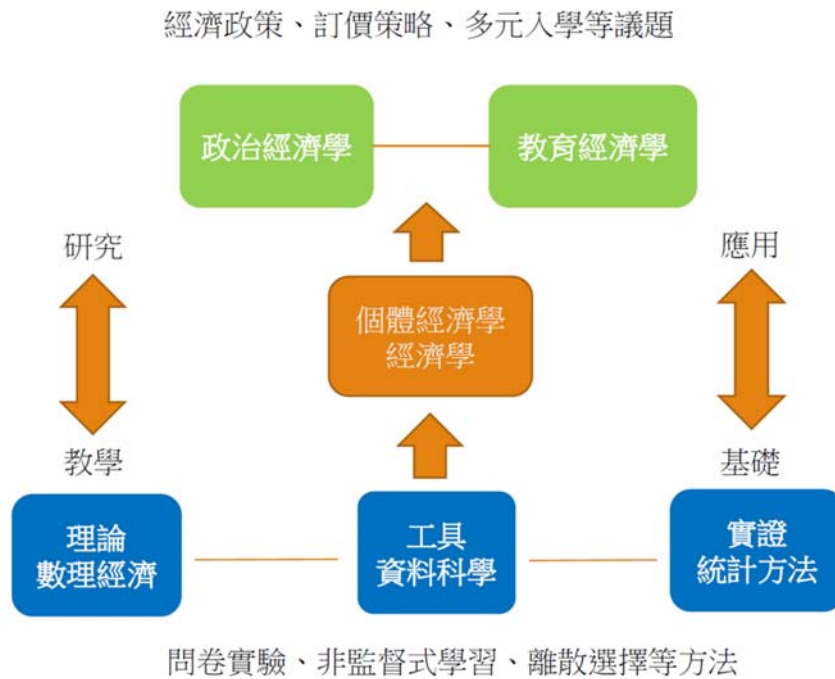 經濟政策、訂價策略、多元入學等議題
政治經濟學
教育經濟學
研究
應用
個體經濟學
經濟學
教學
基礎
理論
數理經濟
工具
資料科學
實證
統計方法
問卷實驗、非監督式學習、離散選擇等方法